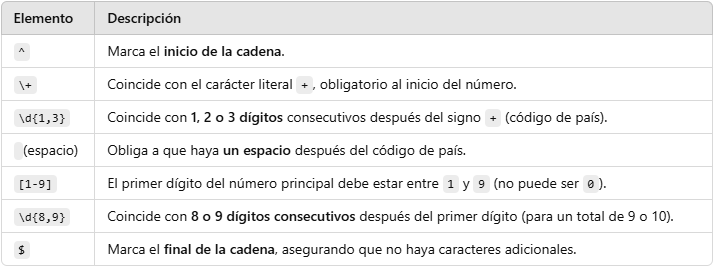 Elemento Descripción
^ Marca el inicio de la cadena.
\+ Coincide con el carácter literal +, obligatorio al inicio del número.
\d{1,3} Coincide con 1, 2 o 3 dígitos consecutivos después del signo + (código de país).
(espacio) Obliga a que haya un espacio después del código de país.
[1-9] El primer dígito del número principal debe estar entre 1 y 9 (no puede ser 0).
\d{8,9} Coincide con 8 o 9 dígitos consecutivos después del primer dígito (para un total de 9 o 10).
$ Marca el final de la cadena, asegurando que no haya caracteres adicionales.